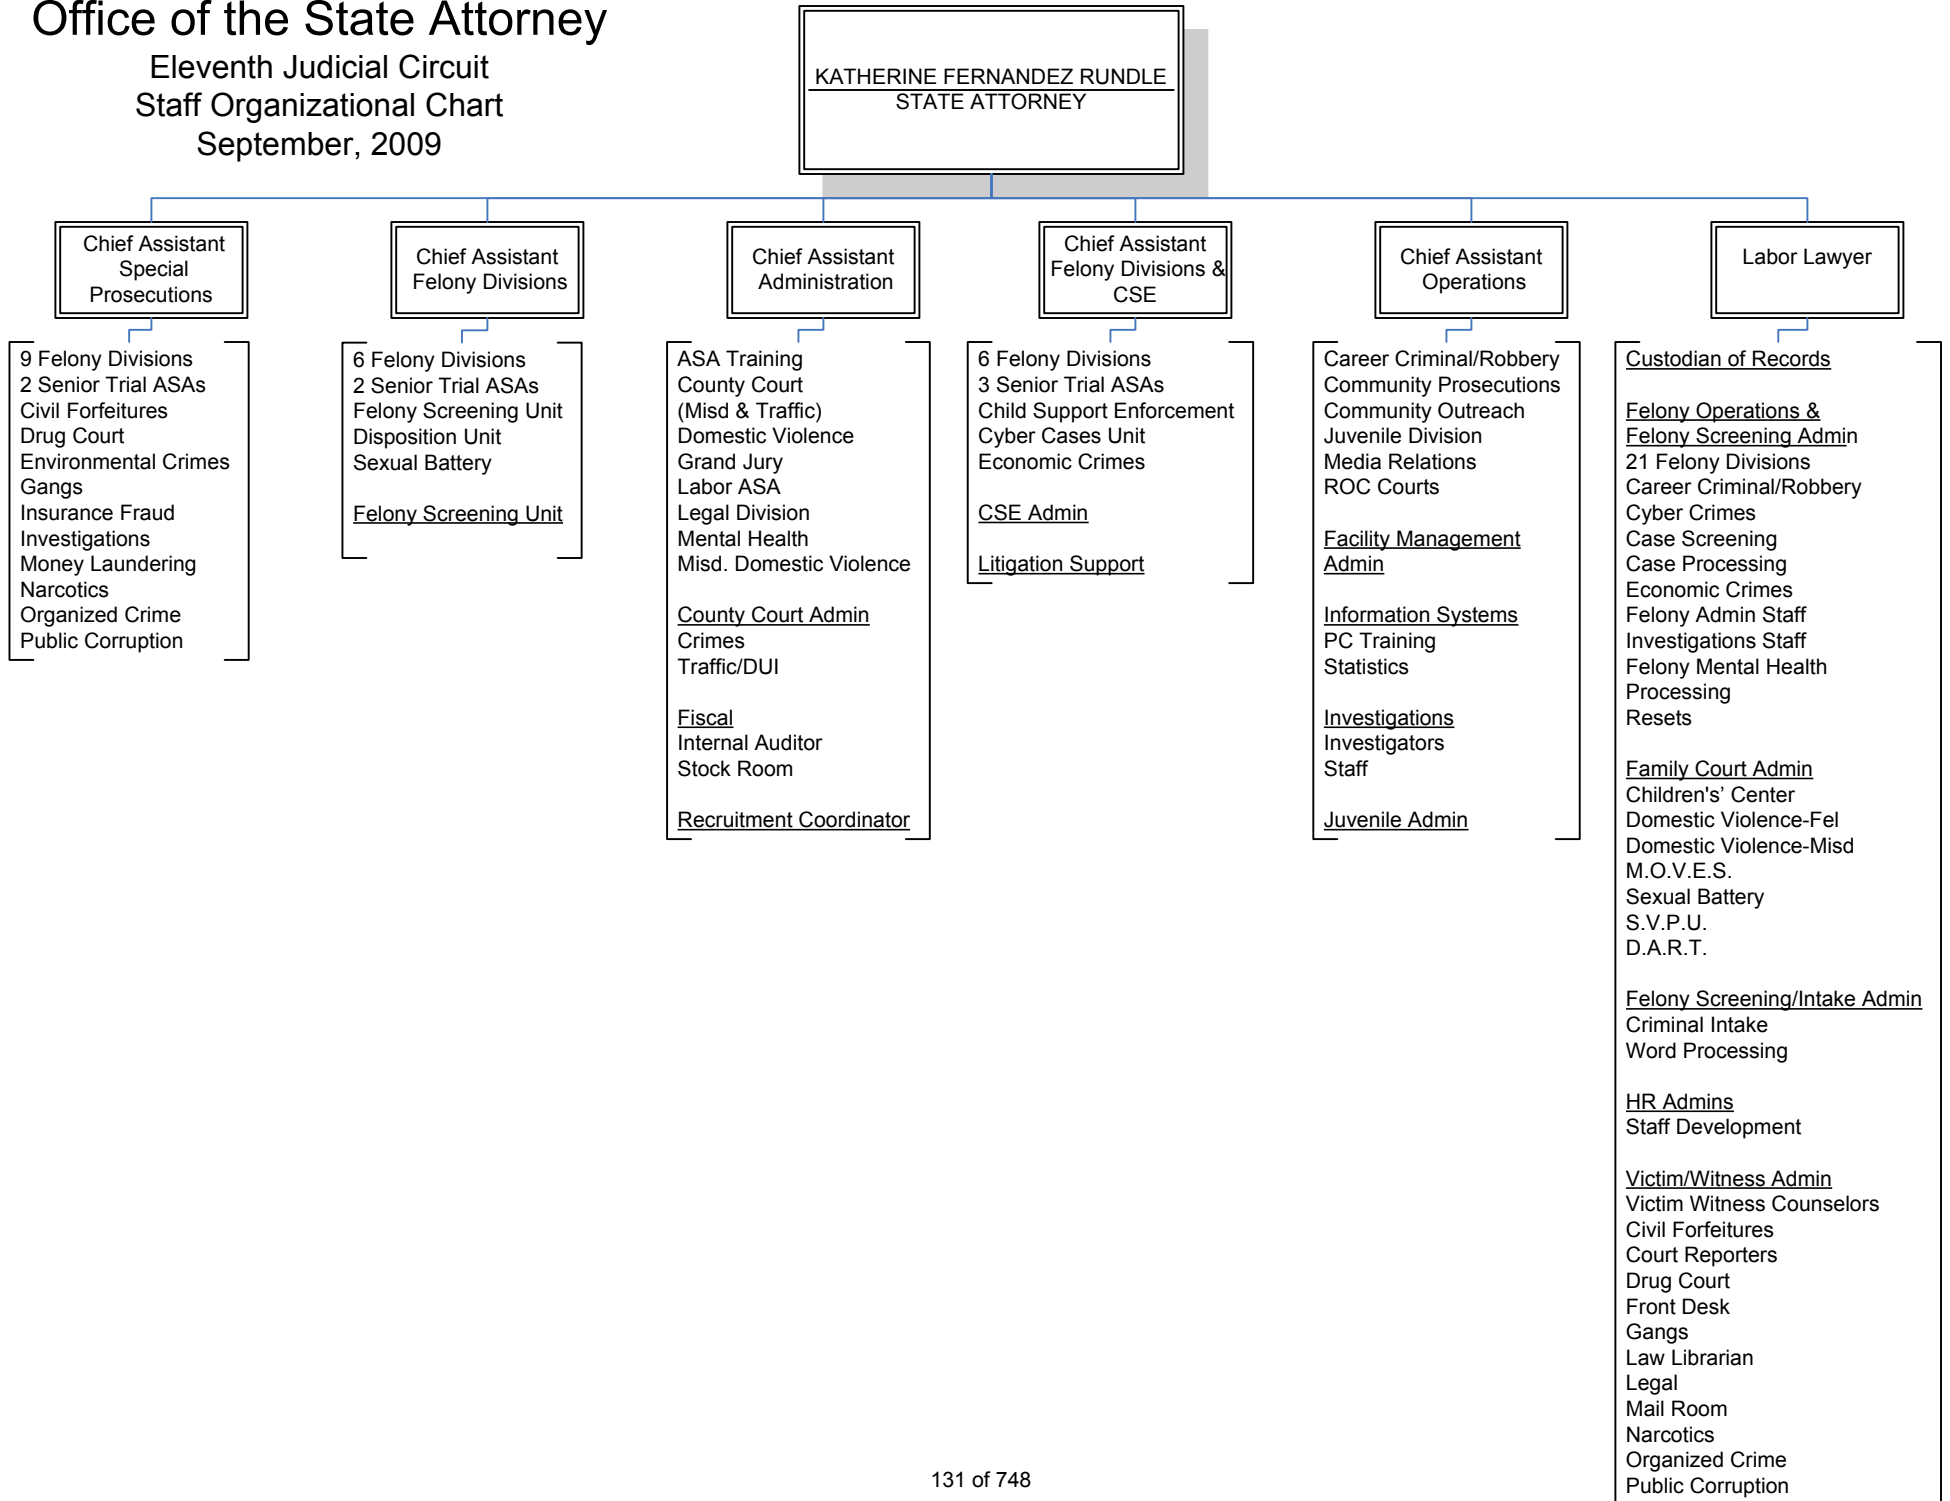 Office of the State Attorney
Eleventh Judicial Circuit
Staff Organizational Chart
September, 2009
KATHERINE FERNANDEZ RUNDLE
STATE ATTORNEY
Chief Assistant
Special
Prosecutions
Chief Assistant
Felony Divisions
Chief Assistant
Administration
Chief Assistant
Felony Divisions &
CSE
Chief Assistant
Operations
Labor Lawyer
9 Felony Divisions
2 Senior Trial ASAs
Civil Forfeitures
Drug Court
Environmental Crimes
Gangs
Insurance Fraud
Investigations
Money Laundering
Narcotics
Organized Crime
Public Corruption
6 Felony Divisions
2 Senior Trial ASAs
Felony Screening Unit
Disposition Unit
Sexual Battery
Felony Screening Unit
ASA Training
County Court
(Misd & Traffic)
Domestic Violence
Grand Jury
Labor ASA
Legal Division
Mental Health
Misd. Domestic Violence
County Court Admin
Crimes
Traffic/DUI
Fiscal
Internal Auditor
Stock Room
Recruitment Coordinator
6 Felony Divisions
3 Senior Trial ASAs
Child Support Enforcement
Cyber Cases Unit
Economic Crimes
CSE Admin
Litigation Support
Career Criminal/Robbery
Community Prosecutions
Community Outreach
Juvenile Division
Media Relations
ROC Courts
Facility Management
Admin
Information Systems
PC Training
Statistics
Investigations
Investigators
Staff
Juvenile Admin
Custodian of Records
Felony Operations &
Felony Screening Admin
21 Felony Divisions
Career Criminal/Robbery
Cyber Crimes
Case Screening
Case Processing
Economic Crimes
Felony Admin Staff
Investigations Staff
Felony Mental Health
Processing
Resets
Family Court Admin
Children's’ Center
Domestic Violence-Fel
Domestic Violence-Misd
M.O.V.E.S.
Sexual Battery
S.V.P.U.
D.A.R.T.
Felony Screening/Intake Admin
Criminal Intake
Word Processing
HR Admins
Staff Development
Victim/Witness Admin
Victim Witness Counselors
Civil Forfeitures
Court Reporters
Drug Court
Front Desk
Gangs
Law Librarian
Legal
Mail Room
Narcotics
Organized Crime
Public Corruption
131 of 748